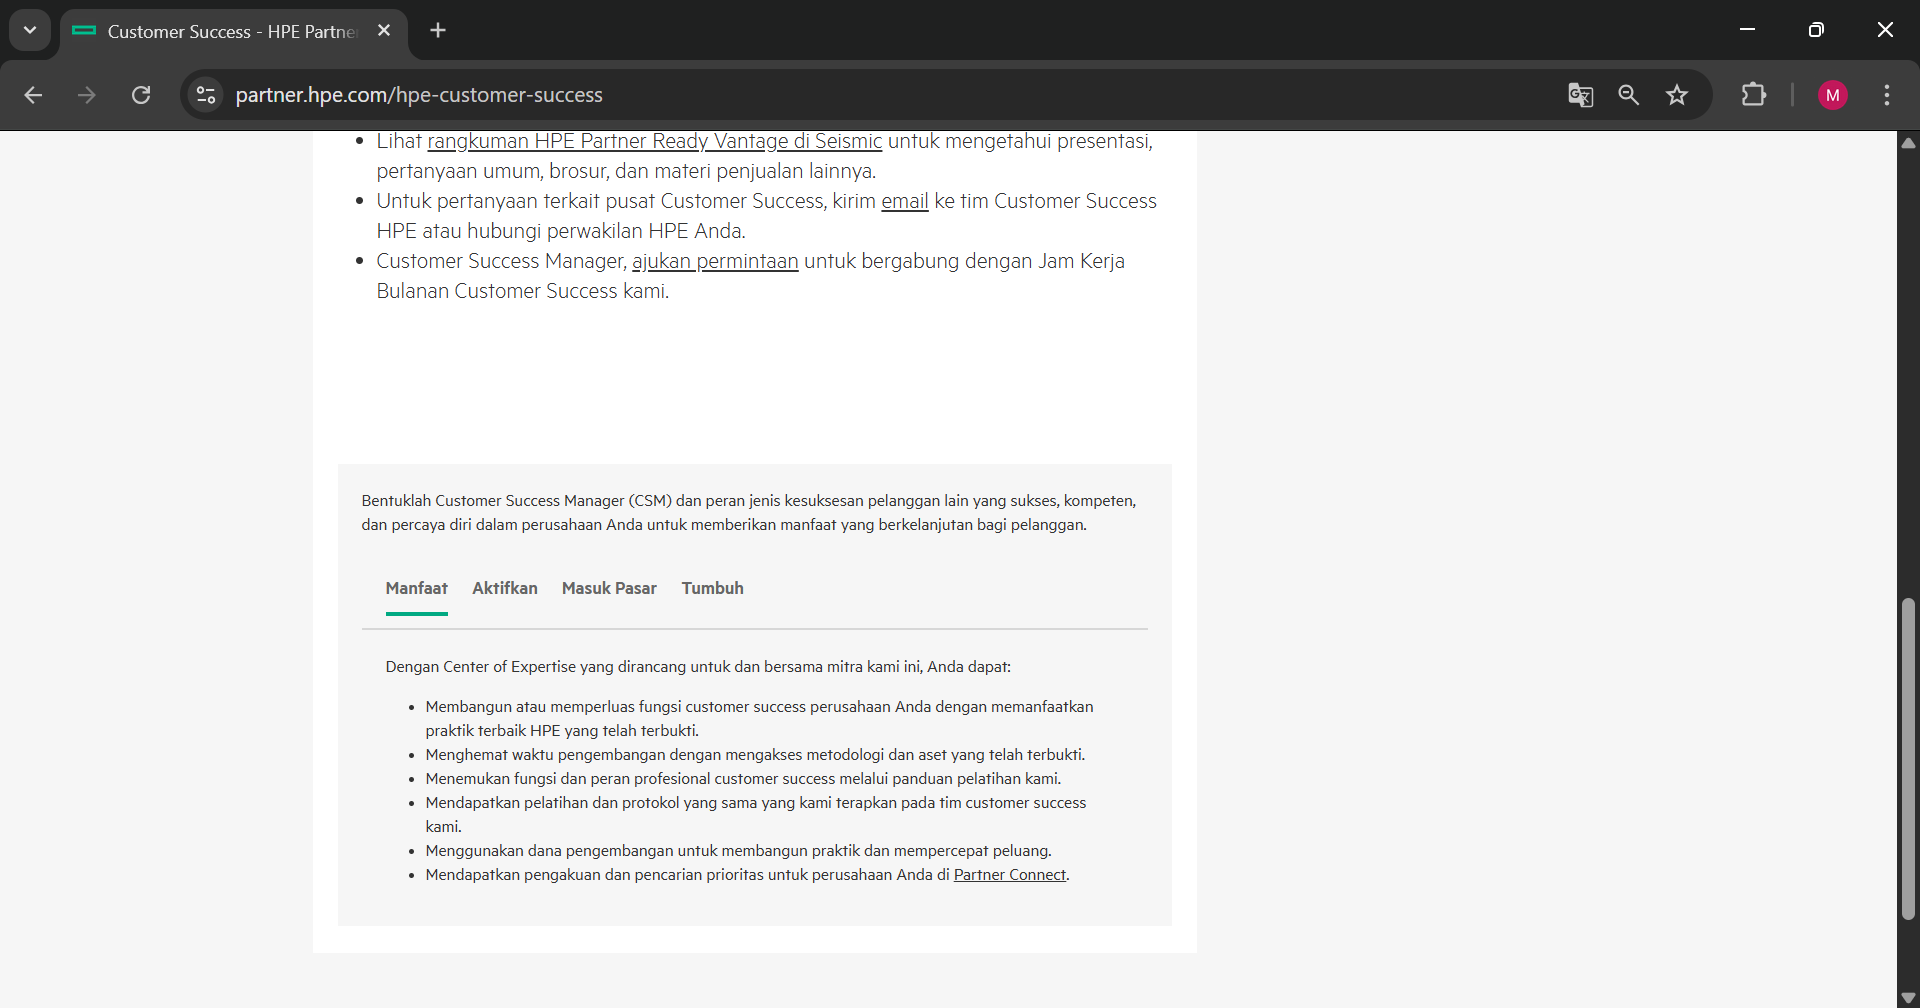 Customer Success - HPE Partne
partner.hpe.com/hpe-customer-success
M
• Lihat rangkuman HPE Partner Ready Vantage di Seismic untuk mengetahui presentasi,
pertanyaan umum, brosur, dan materi penjualan lainnya.
• Untuk pertanyaan terkait pusat Customer Success, kirim email ke tim Customer Success
HPE atau hubungi perwakilan HPE Anda.
• Customer Success Manager, ajukan permintaan untuk bergabung dengan Jam Kerja
Bulanan Customer Success kami.
Bentuklah Customer Success Manager (CSM) dan peran jenis kesuksesan pelanggan lain yang sukses, kompeten,
dan percaya diri dalam perusahaan Anda untuk memberikan manfaat yang berkelanjutan bagi pelanggan.
Manfaat Aktifkan Masuk Pasar Tumbuh
Dengan Center of Expertise yang dirancang untuk dan bersama mitra kami ini, Anda dapat:
• Membangun atau memperluas fungsi customer success perusahaan Anda dengan memanfaatkan
praktik terbaik HPE yang telah terbukti.
• Menghemat waktu pengembangan dengan mengakses metodologi dan aset yang telah terbukti.
• Menemukan fungsi dan peran profesional customer success melalui panduan pelatihan kami.
• Mendapatkan pelatihan dan protokol yang sama yang kami terapkan pada tim customer success
kami.
• Menggunakan dana pengembangan untuk membangun praktik dan mempercepat peluang.
• Mendapatkan pengakuan dan pencarian prioritas untuk perusahaan Anda di Partner Connect.